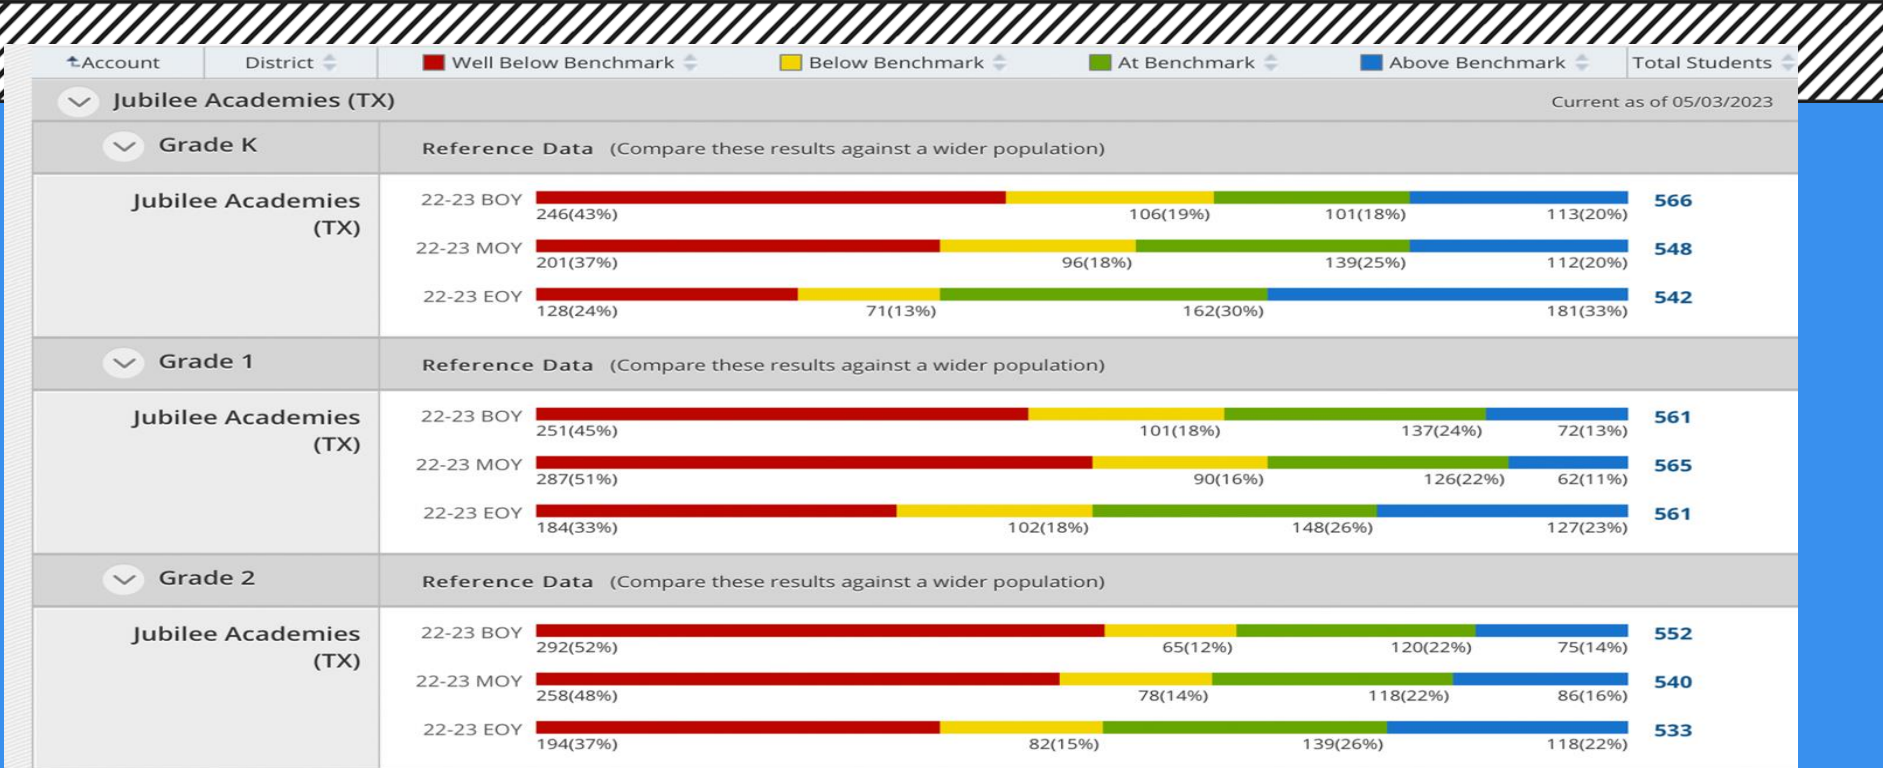 Account District Well Below Benchmark Below Benchmark At Benchmark Above Benchmark Total Students
Jubilee Academies (TX) Current as of 05/03/2023
Grade K Reference Data (Compare these results against a wider population)
Jubilee Academies (TX)
22-23 BOY 566
246(43%) 106(19%) 101(18%) 113(20%)
22-23 MOY 548
201(37%) 96(18%) 139(25%) 112(20%)
22-23 EOY 542
128(24%) 71(13%) 162(30%) 181(33%)
Grade 1 Reference Data (Compare these results against a wider population)
Jubilee Academies (TX)
22-23 BOY 561
251(45%) 101(18%) 137(24%) 72(13%)
22-23 MOY 565
287(51%) 90(16%) 126(22%) 62(11%)
22-23 EOY 561
184(33%) 102(18%) 148(26%) 127(23%)
Grade 2 Reference Data (Compare these results against a wider population)
Jubilee Academies (TX)
22-23 BOY 552
292(52%) 65(12%) 120(22%) 75(14%)
22-23 MOY 540
258(48%) 78(14%) 118(22%) 86(16%)
22-23 EOY 533
194(37%) 82(15%) 139(26%) 118(22%)